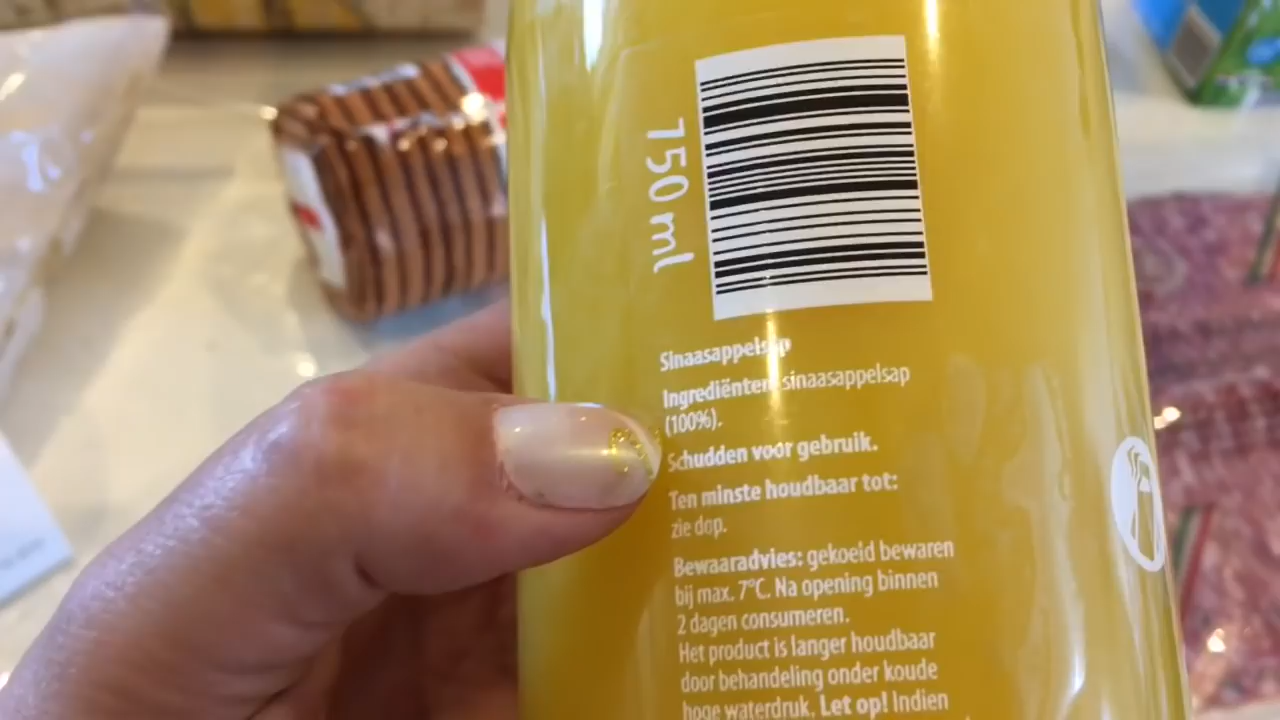 750 ml
Sinaasappelsap
Ingrediënten: sinaasappelsap
(100%).
Schudden voor gebruik.
Ten minste houdbaar tot:
zie dop.
Bewaaradvies: gekoeld bewaren
bij max. 7°C. Na opening binnen
2 dagen consumeren.
Het product is langer houdbaar
door behandeling onder koude
hoge waterdruk. Let op! Indien